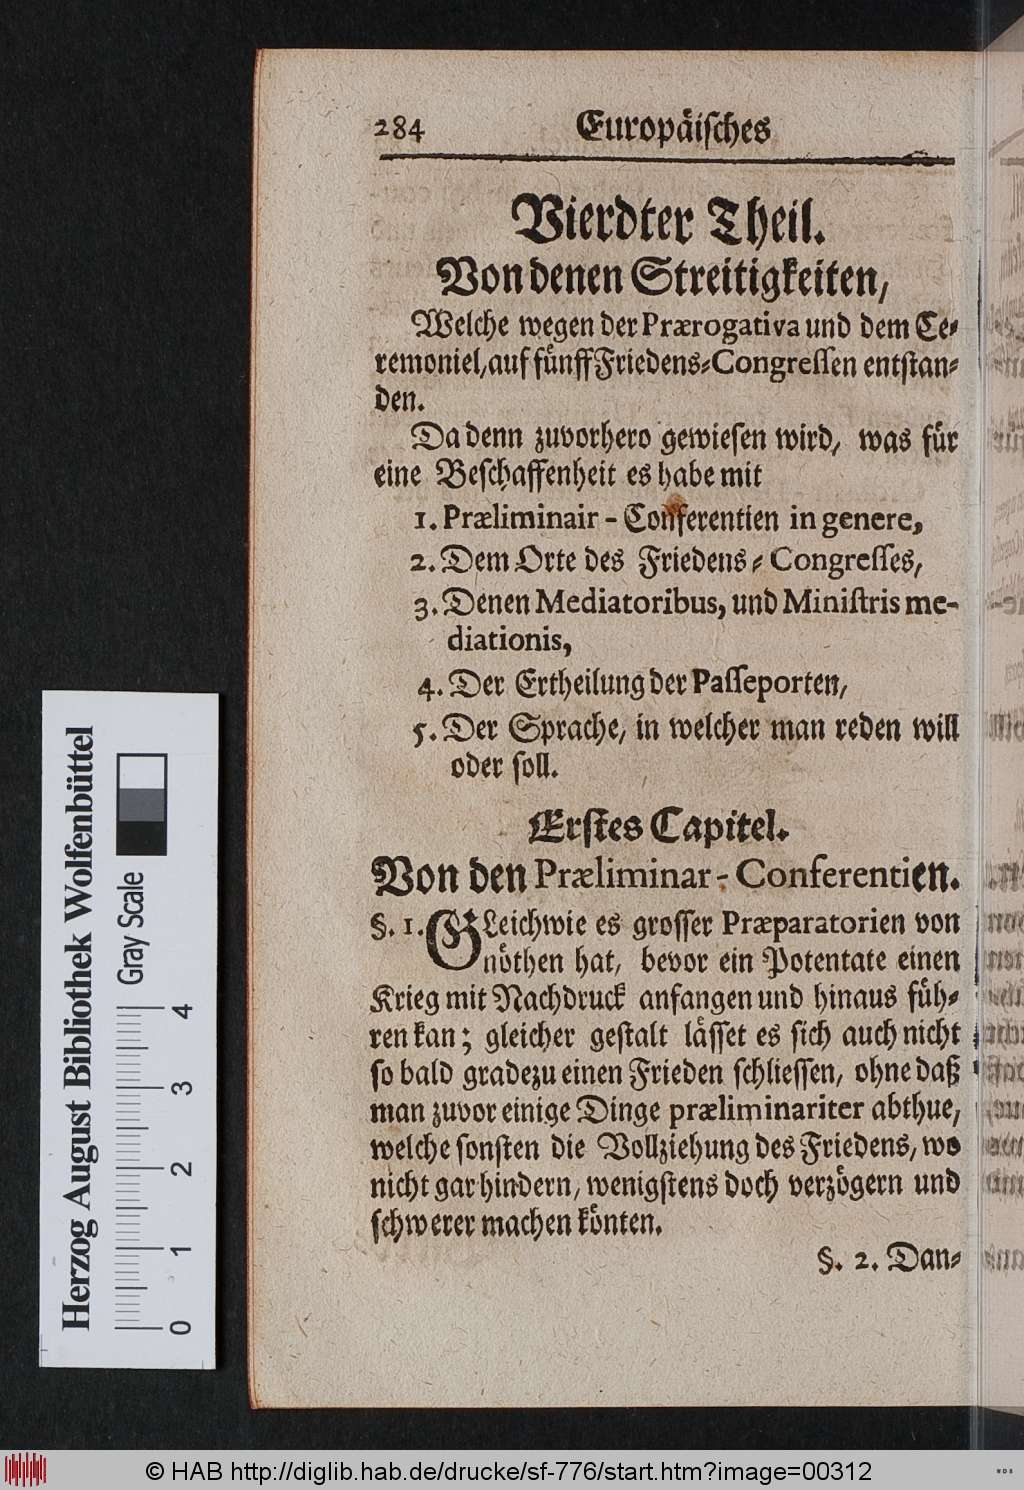 284 Europäisches
Vierdter Theil.
Von denen Streitigkeiten,
Welche wegen der Prærogativa und dem Ce-
remoniel, auf fünff Friedens-Congressen entstan-
den.
Da denn zuvorhero gewiesen wird, was für
eine Beschaffenheit es habe mit
1. Præliminair-Conferentien in genere,
2. Dem Orte des Friedens-Congresses,
3. Denen Mediatoribus, und Ministris me-
diationis,
4. Der Ertheilung der Passeporten,
5. Der Sprache, in welcher man reden will
oder soll.
Erstes Capitel.
Von den Præliminar-Conferentien.
§. 1. GLeichwie es grosser Præparatorien von
nöthen hat, bevor ein Potentate einen
Krieg mit Nachdruck anfangen und hinaus füh-
ren kan; gleicher gestalt lässet es sich auch nicht
so bald gradezu einen Frieden schliessen, ohne daß
man zuvor einige Dinge præliminariter abthue,
welche sonsten die Vollziehung des Friedens, wo
nicht gar hindern, wenigstens doch verzögern und
schwerer machen könten.
§. 2. Dan-
Herzog August Bibliothek Wolfenbüttel
Gray Scale
0 1 2 3 4
© HAB http://diglib.hab.de/drucke/sf-776/start.htm?image=00312